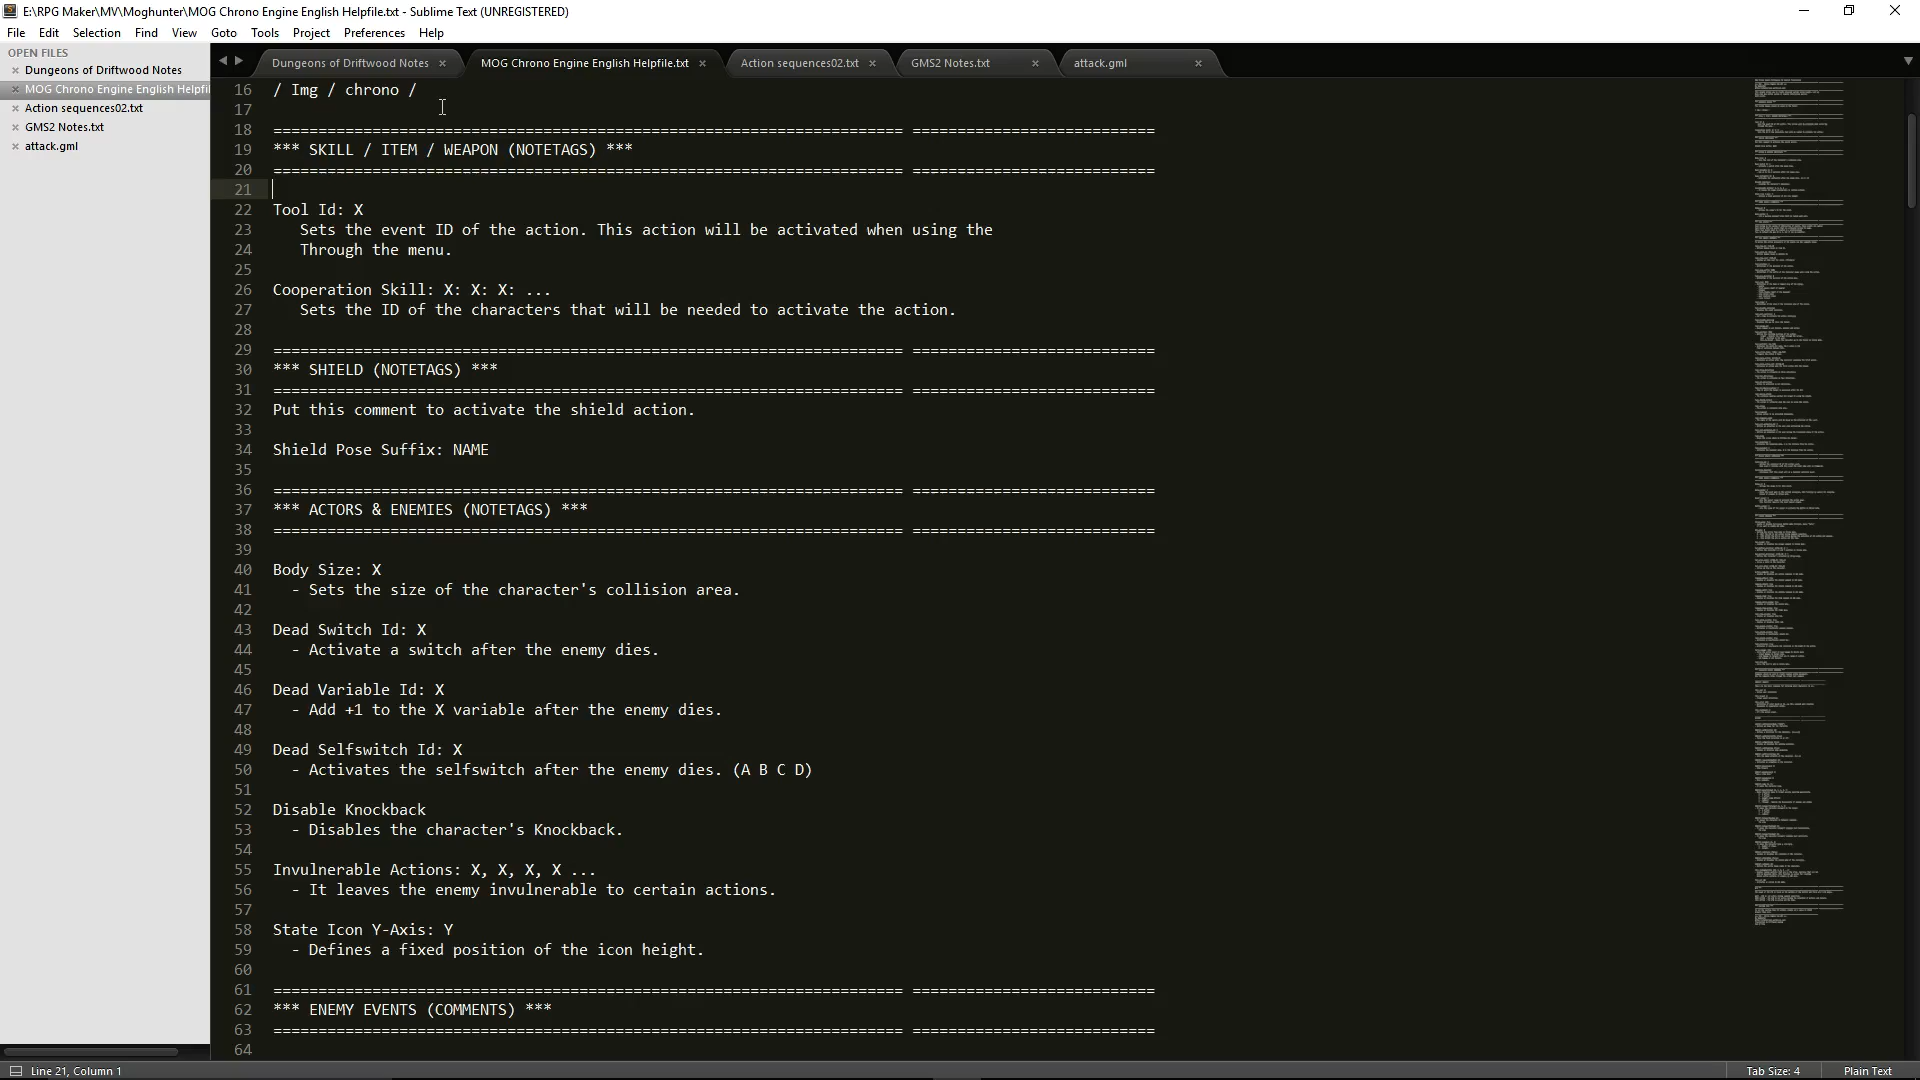 E:\RPG Maker\MV\Moghunter\MOG Chrono Engine English Helpfile.txt - Sublime Text (UNREGISTERED)
File Edit Selection Find View Goto Tools Project Preferences Help
OPEN FILES
Dungeons of Driftwood Notes
MOG Chrono Engine English Helpfil
Action sequences02.txt
GMS2 Notes.txt
attack.gml
Dungeons of Driftwood Notes MOG Chrono Engine English Helpfile.txt Action sequences02.txt GMS2 Notes.txt attack.gml
16 / Img / chrono /
17
18 ====================================================================== ===========================
19 *** SKILL / ITEM / WEAPON (NOTETAGS) ***
20 ====================================================================== ===========================
21
22 Tool Id: X
23 Sets the event ID of the action. This action will be activated when using the
24 Through the menu.
25
26 Cooperation Skill: X: X: X: ...
27 Sets the ID of the characters that will be needed to activate the action.
28
29 ====================================================================== ===========================
30 *** SHIELD (NOTETAGS) ***
31 ====================================================================== ===========================
32 Put this comment to activate the shield action.
33
34 Shield Pose Suffix: NAME
35
36 ====================================================================== ===========================
37 *** ACTORS & ENEMIES (NOTETAGS) ***
38 ====================================================================== ===========================
39
40 Body Size: X
41 - Sets the size of the character's collision area.
42
43 Dead Switch Id: X
44 - Activate a switch after the enemy dies.
45
46 Dead Variable Id: X
47 - Add +1 to the X variable after the enemy dies.
48
49 Dead Selfswitch Id: X
50 - Activates the selfswitch after the enemy dies. (A B C D)
51
52 Disable Knockback
53 - Disables the character's Knockback.
54
55 Invulnerable Actions: X, X, X, X ...
56 - It leaves the enemy invulnerable to certain actions.
57
58 State Icon Y-Axis: Y
59 - Defines a fixed position of the icon height.
60
61 ====================================================================== ===========================
62 *** ENEMY EVENTS (COMMENTS) ***
63 ====================================================================== ===========================
64
Line 21, Column 1 Tab Size: 4 Plain Text